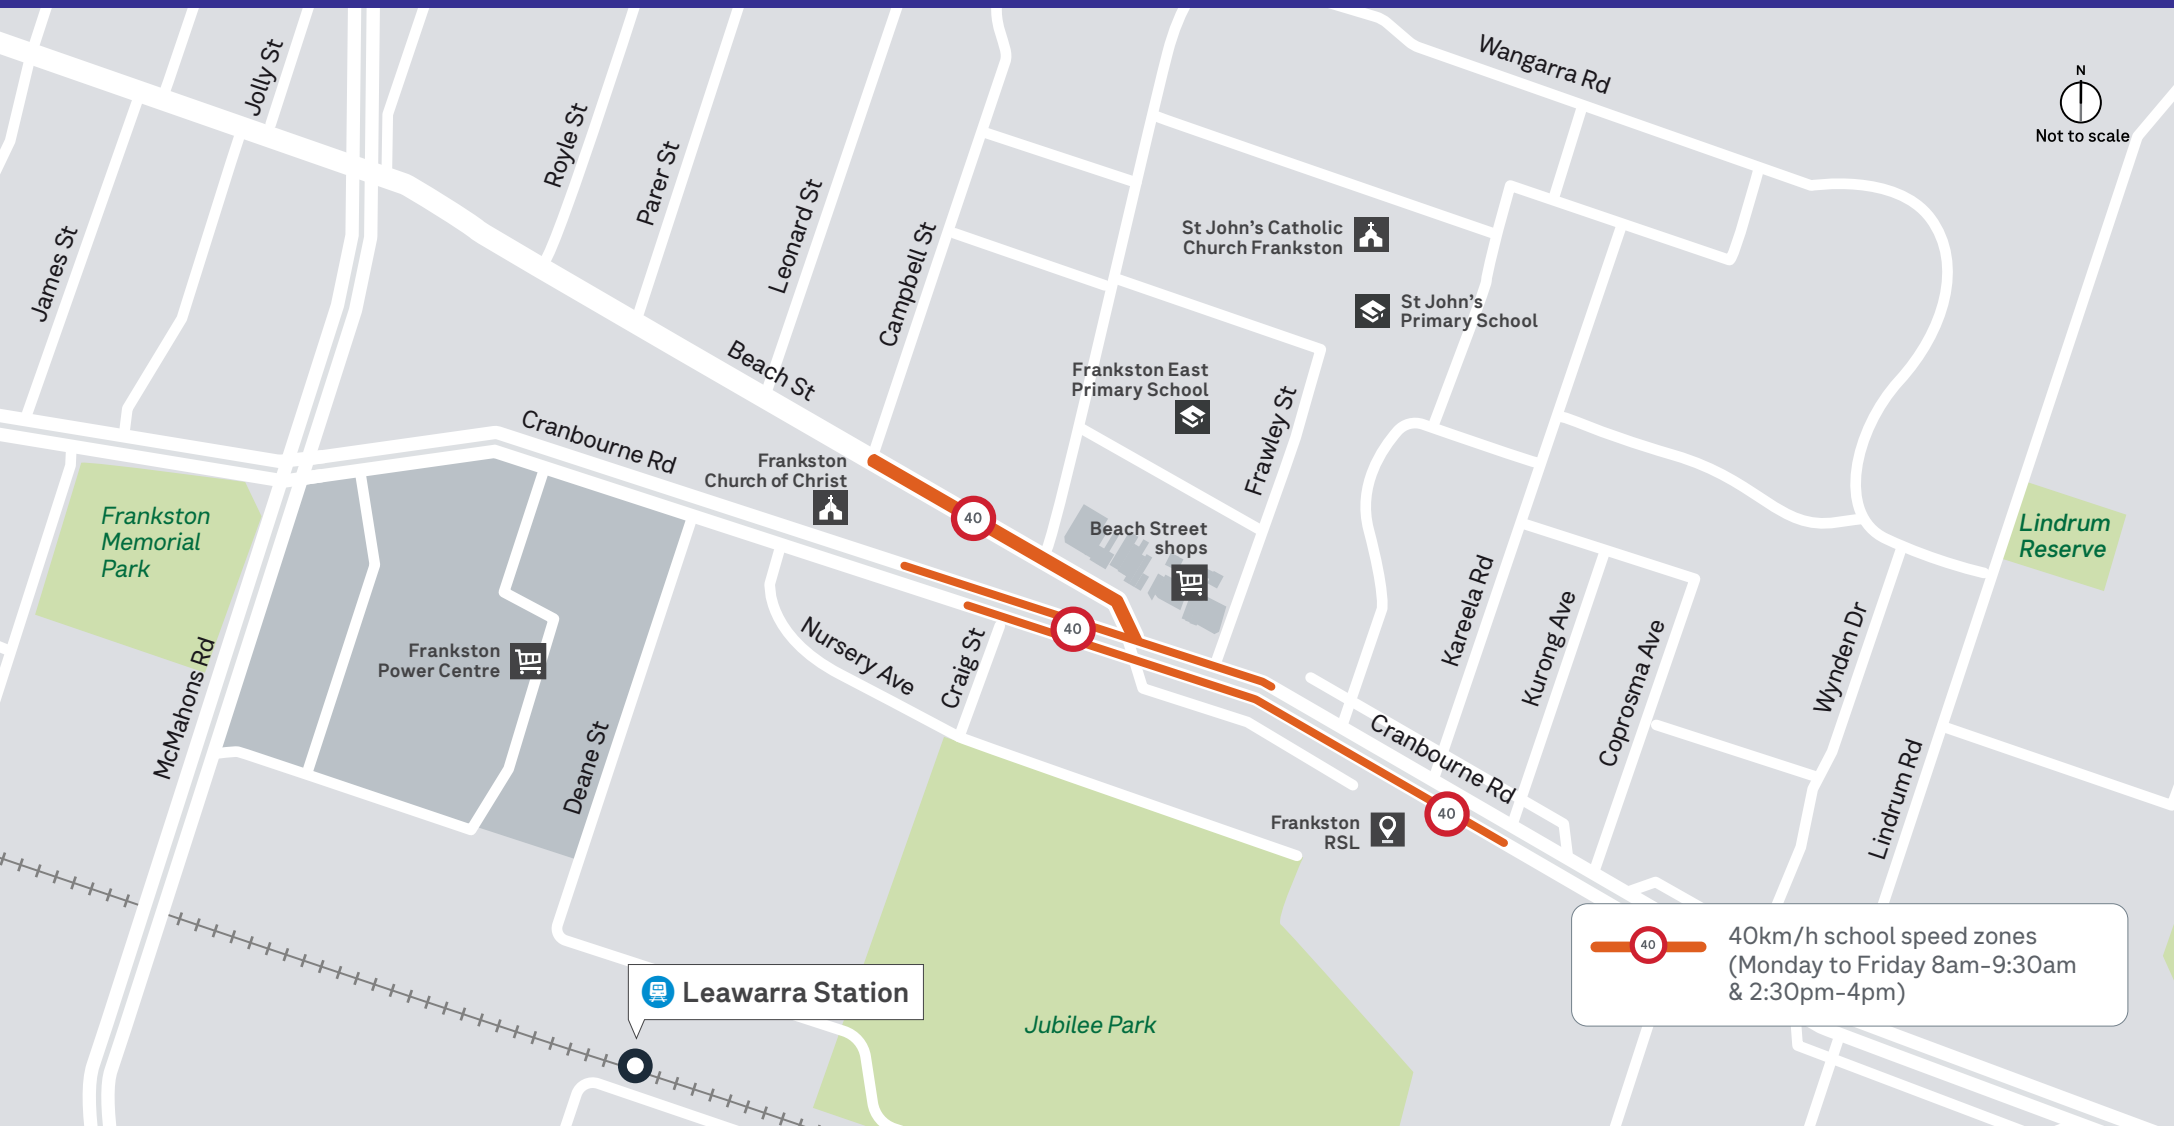 Wangarra Rd
N
Not to scale
Jolly St
Royle St
Parer St
Leonard St
Campbell St
James St
St John's Catholic
Church Frankston
St John's
Primary School
Beach St
Frankston East
Primary School
Frawley St
Cranbourne Rd
Frankston
Church of Christ
40
Beach Street
shops
Frankston
Memorial
Park
Lindrum
Reserve
McMahons Rd
Frankston
Power Centre
Deane St
Nursery Ave
Craig St
40
Kareela Rd
Kurong Ave
Coprosma Ave
Wynden Dr
Lindrum Rd
Cranbourne Rd
40
Frankston
RSL
40
40km/h school speed zones
(Monday to Friday 8am-9:30am
& 2:30pm-4pm)
Leawarra Station
Jubilee Park